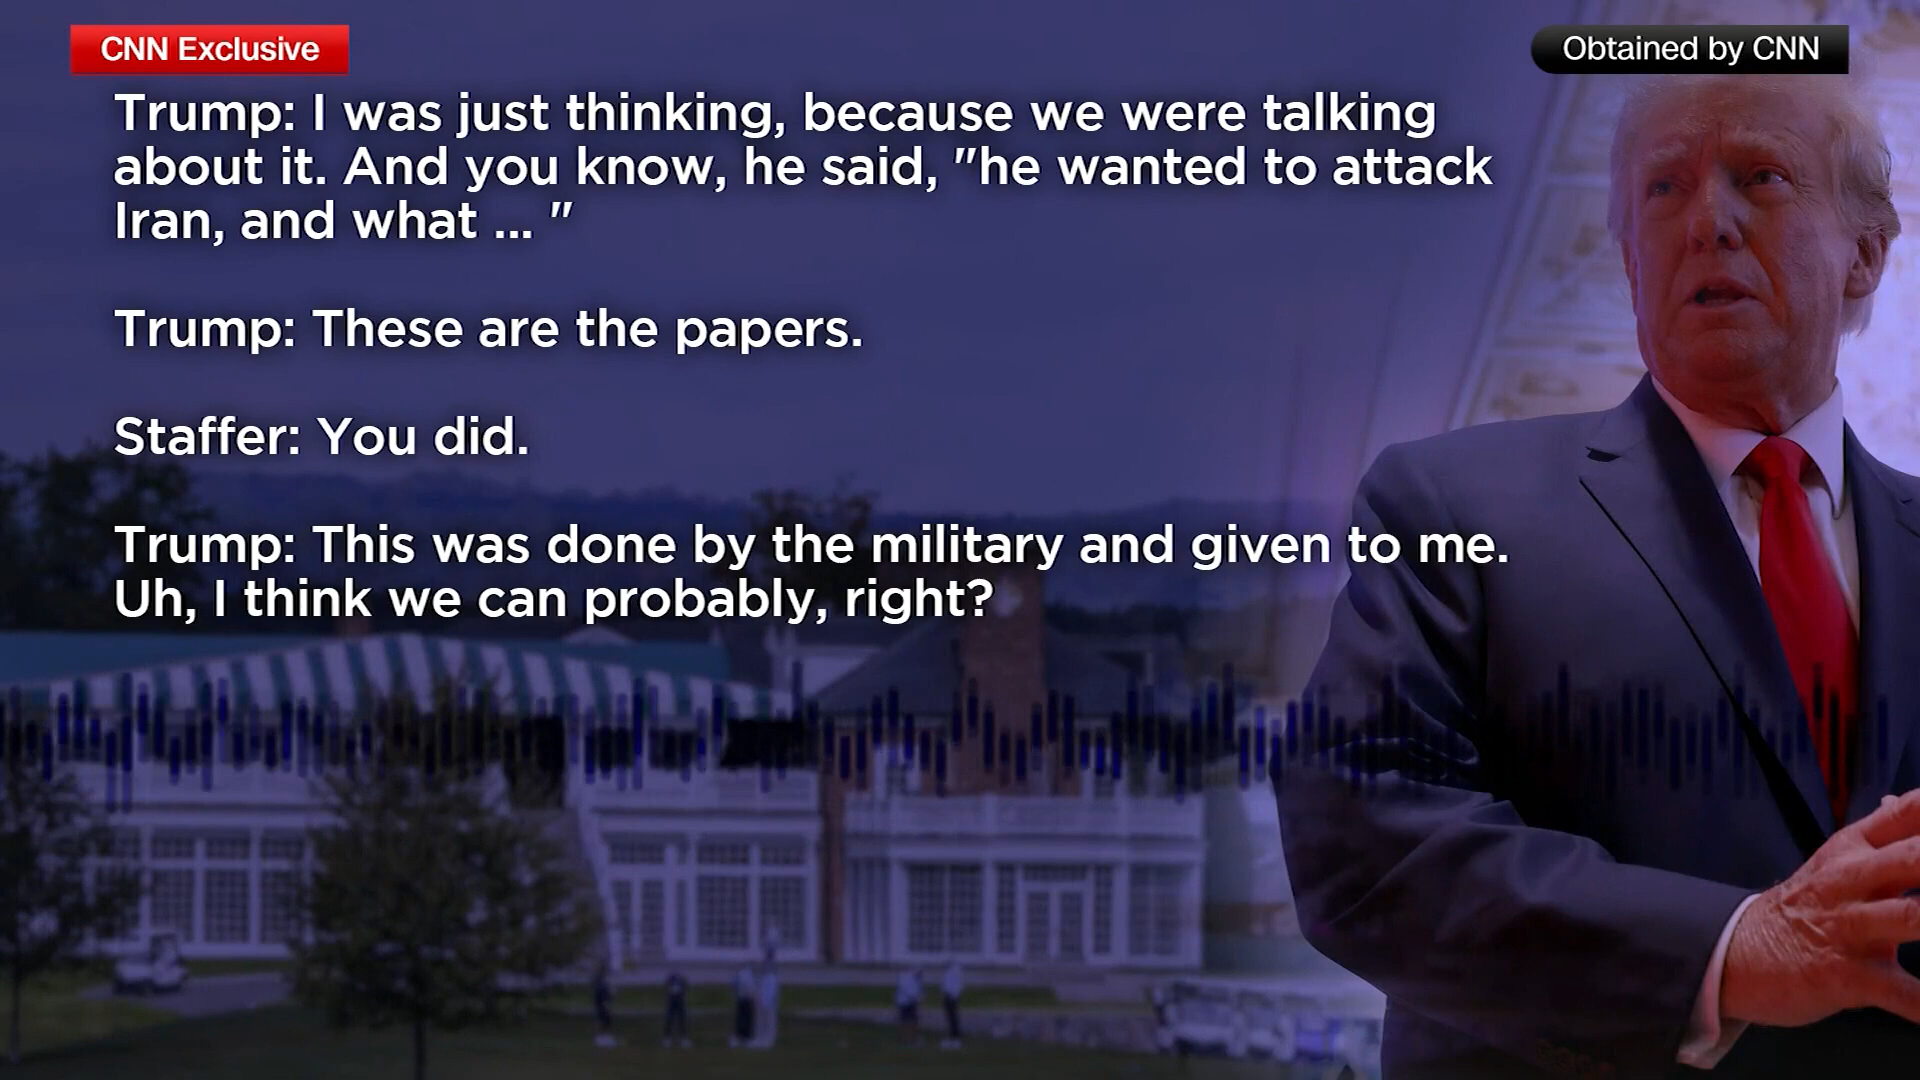 CNN Exclusive
Obtained by CNN
Trump: I was just thinking, because we were talking
about it. And you know, he said, "he wanted to attack
Iran, and what ... "
Trump: These are the papers.
Staffer: You did.
Trump: This was done by the military and given to me.
Uh, I think we can probably, right?